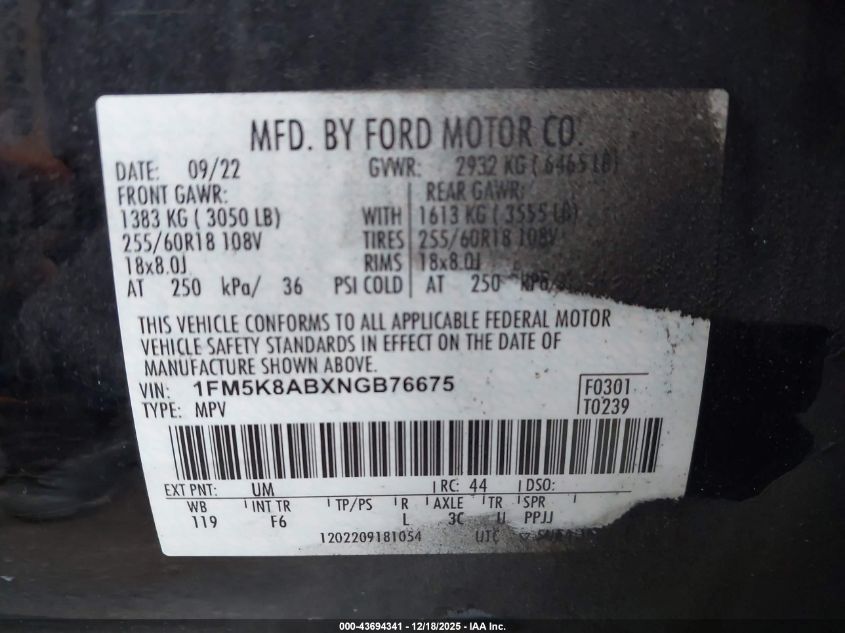 MFD. BY FORD MOTOR CO.
DATE: 09/22 GVWR: 2932 KG ( 6465 LB)
FRONT GAWR: REAR GAWR:
1383 KG ( 3050 LB) WITH 1613 KG ( 3555 LB)
255/60R18 108V TIRES 255/60R18 108V
18x8.0J RIMS 18x8.0J
AT 250 kPa/ 36 PSI COLD AT 250 kPa/
THIS VEHICLE CONFORMS TO ALL APPLICABLE FEDERAL MOTOR
VEHICLE SAFETY STANDARDS IN EFFECT ON THE DATE OF
MANUFACTURE SHOWN ABOVE.
VIN: 1FM5K8ABXNGB76675 F0301
TYPE: MPV T0239
EXT PNT: UM RC: 44 DSO:
WB INT TR TP/PS R AXLE TR SPR
119 F6 L 3C U PPJJ
1202209181054 UTC
000-43694341 - 12/18/2025 - IAA Inc.